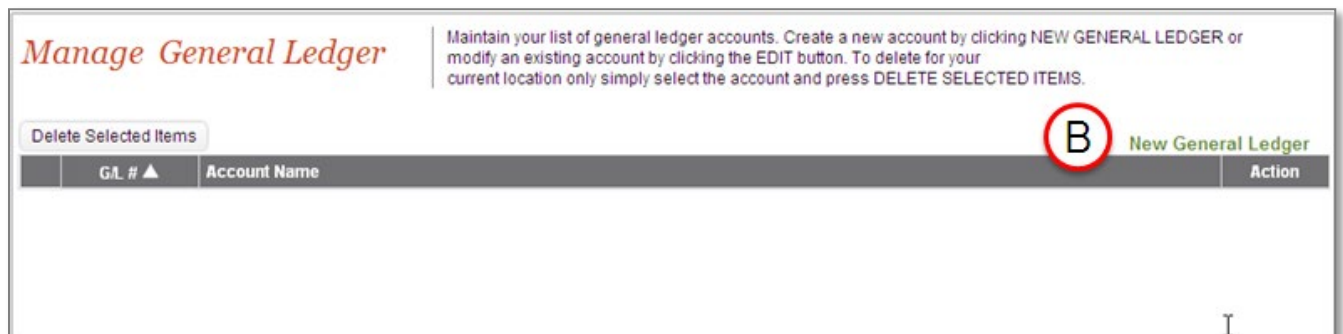 Manage General Ledger
Maintain your list of general ledger accounts. Create a new account by clicking NEW GENERAL LEDGER or
modify an existing account by clicking the EDIT button. To delete for your
current location only simply select the account and press DELETE SELECTED ITEMS.
Delete Selected Items
B
New General Ledger
G/L # ▲ Account Name Action